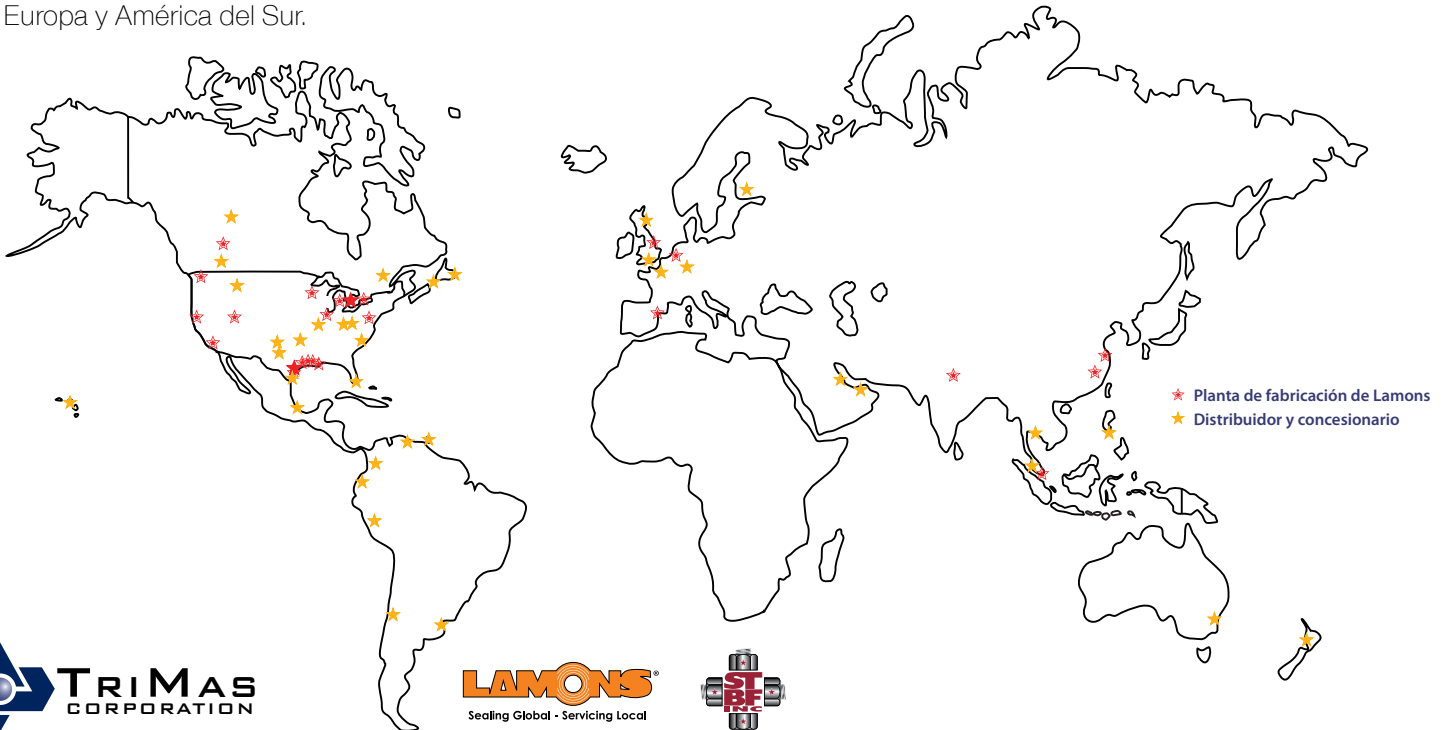 Europa y América del Sur.
Planta de fabricación de Lamons
Distribuidor y concesionario
TRIMAS
CORPORATION
LAMONS®
Sealing Global - Servicing Local
ST
BF
INC